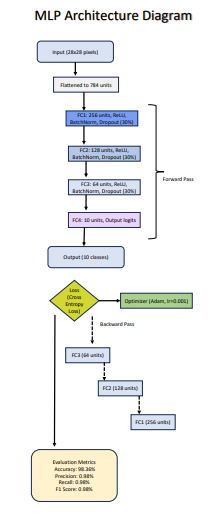 MLP Architecture Diagram
Input (28x28 pixels)
Flattened to 784 units
FC1: 256 units, ReLU,
BatchNorm, Dropout (30%)
FC2: 128 units, ReLU,
BatchNorm, Dropout (30%)
FC3: 64 units, ReLU,
BatchNorm, Dropout (30%)
Forward Pass
FC4: 10 units, Output logits
Output (10 classes)
Loss
(Cross
Entropy
Loss)
Optimizer (Adam, lr=0.001)
Backward Pass
FC3 (64 units)
FC2 (128 units)
FC1 (256 units)
Evaluation Metrics
Accuracy: 98.36%
Precision: 0.98%
Recall: 0.98%
F1 Score: 0.98%